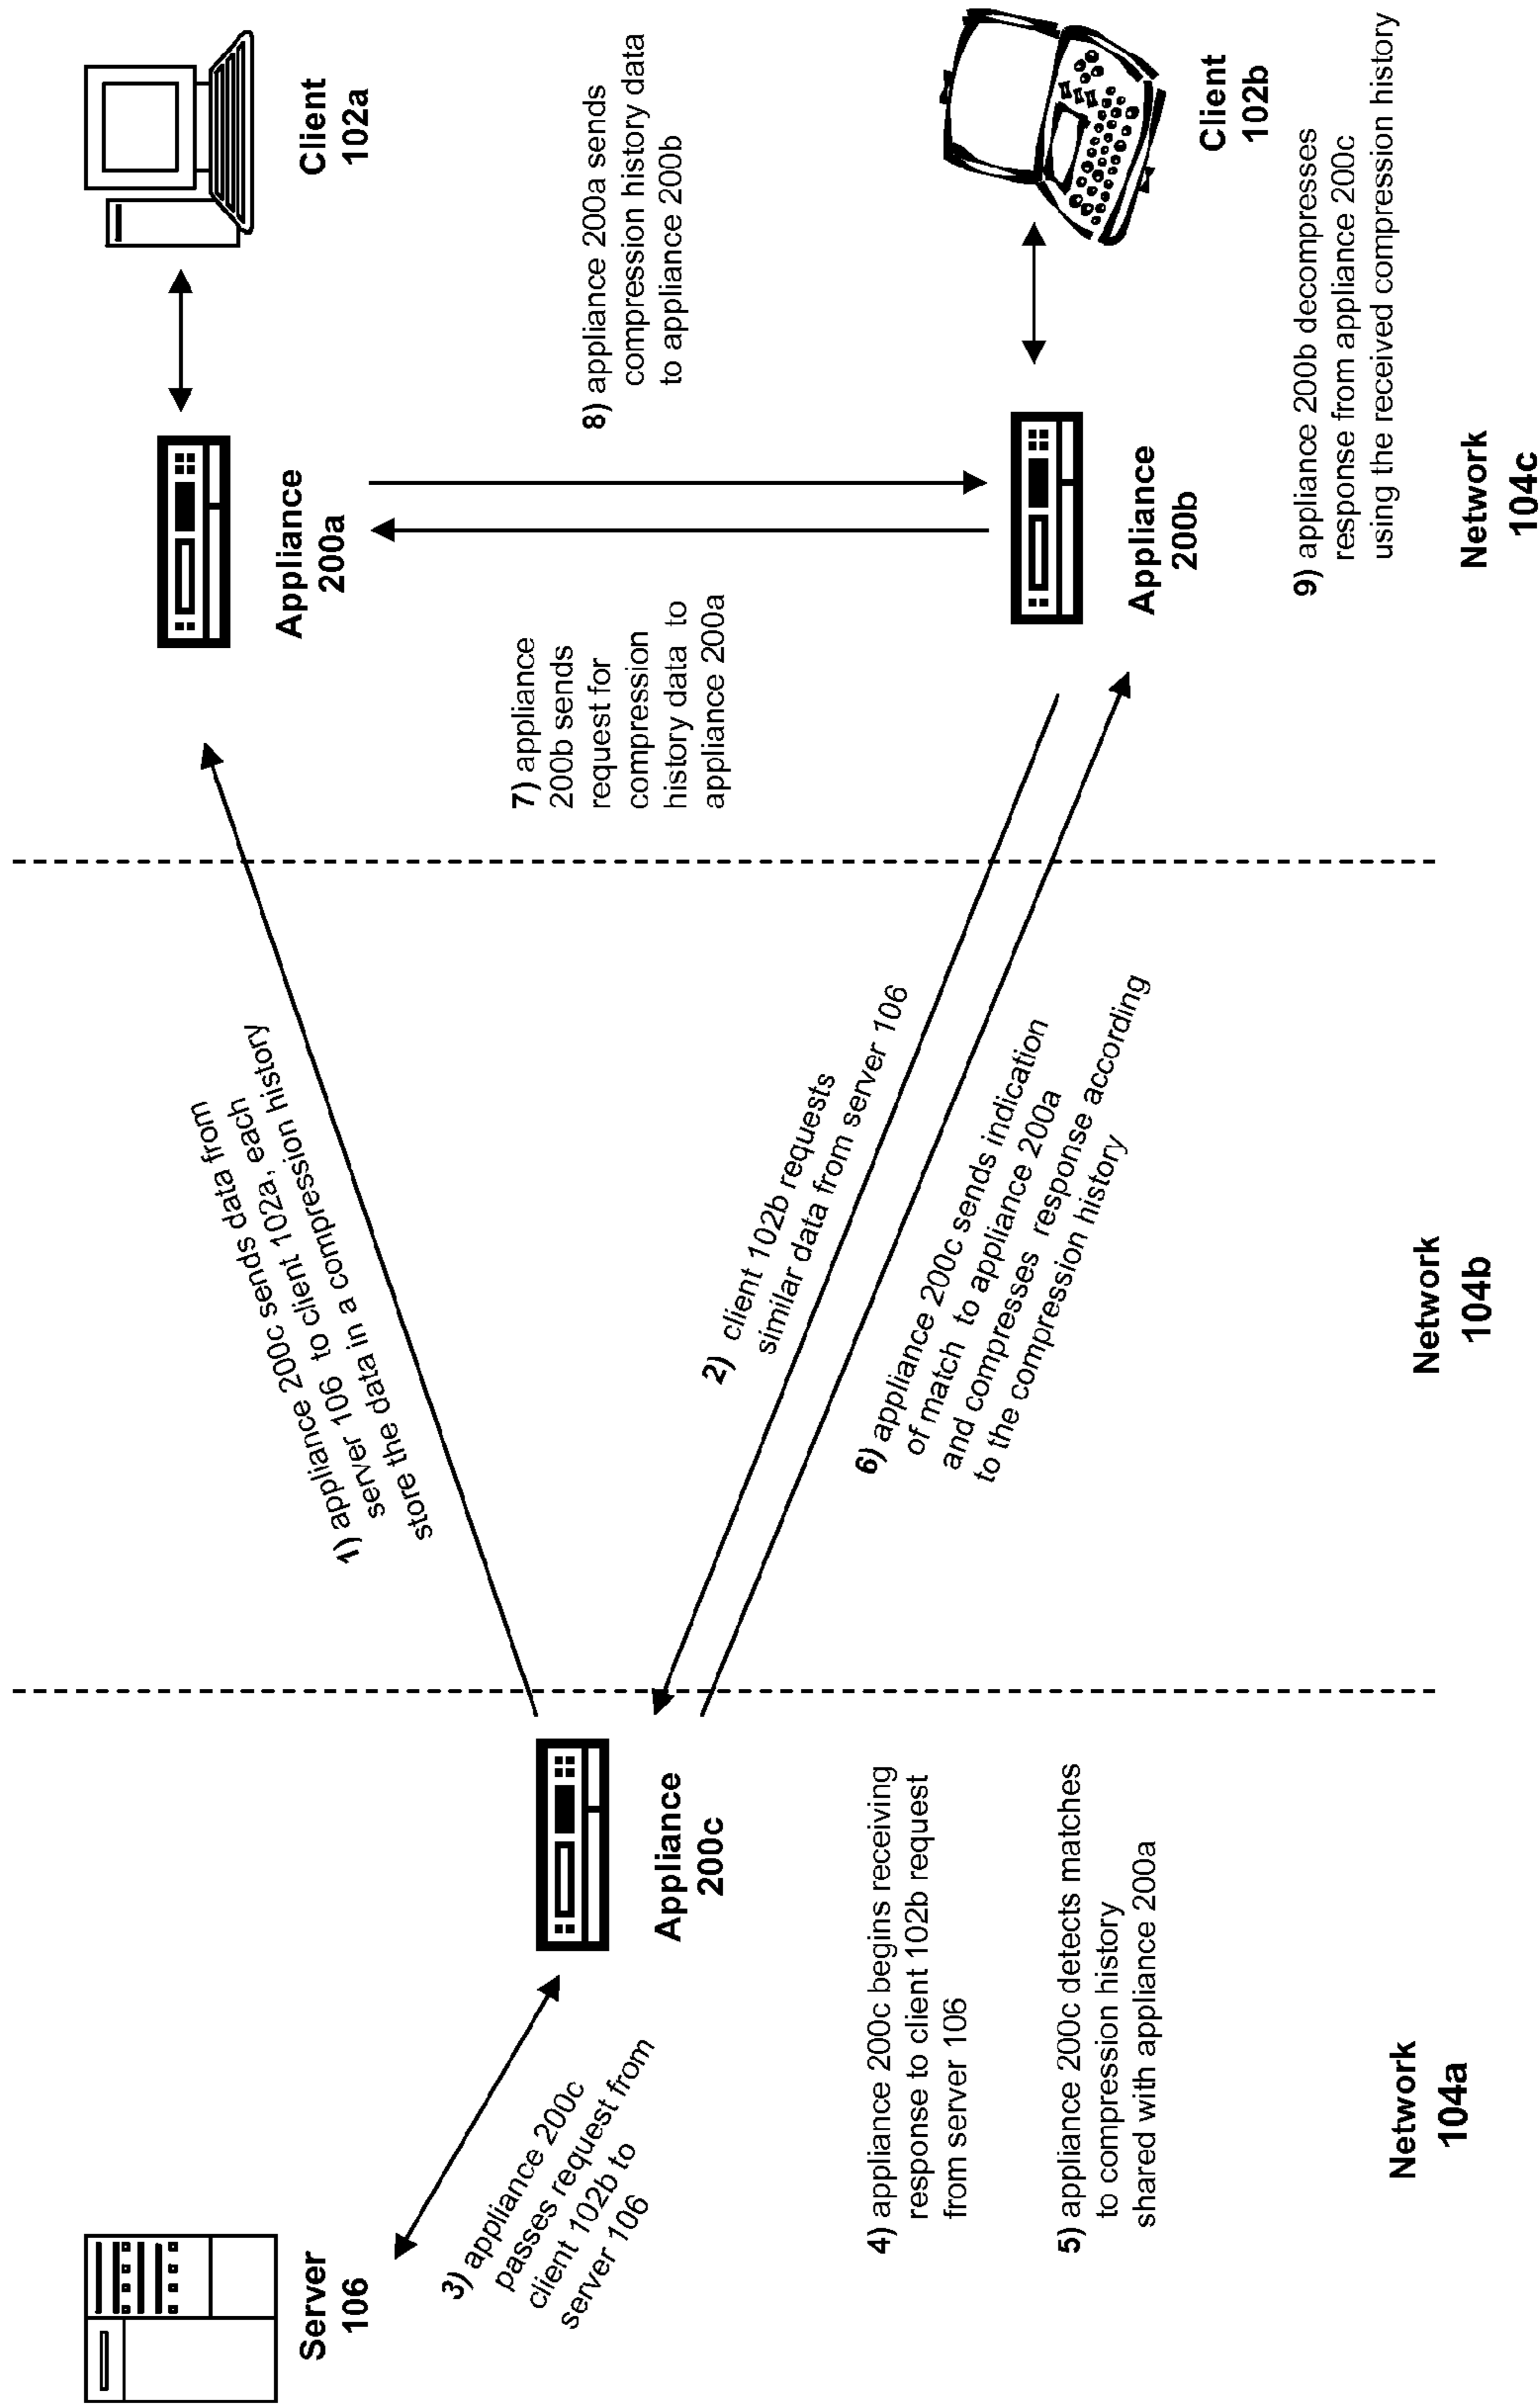 Server
106
3) appliance 200c
passes request from
client 102b to
server 106
Appliance
200c
4) appliance 200c begins receiving
response to client 102b request
from server 106
5) appliance 200c detects matches
to compression history
shared with appliance 200a
Network
104a
1) appliance 200c sends data from
server 106 to client 102a, each
store the data in a compression history
2) client 102b requests
similar data from server 106
6) appliance 200c sends indication
of match to appliance 200a
and compresses response according
to the compression history
Network
104b
Appliance
200a
Client
102a
7) appliance
200b sends
request for
compression
history data to
appliance 200a
8) appliance 200a sends
compression history data
to appliance 200b
Appliance
200b
Client
102b
9) appliance 200b decompresses
response from appliance 200c
using the received compression history
Network
104c